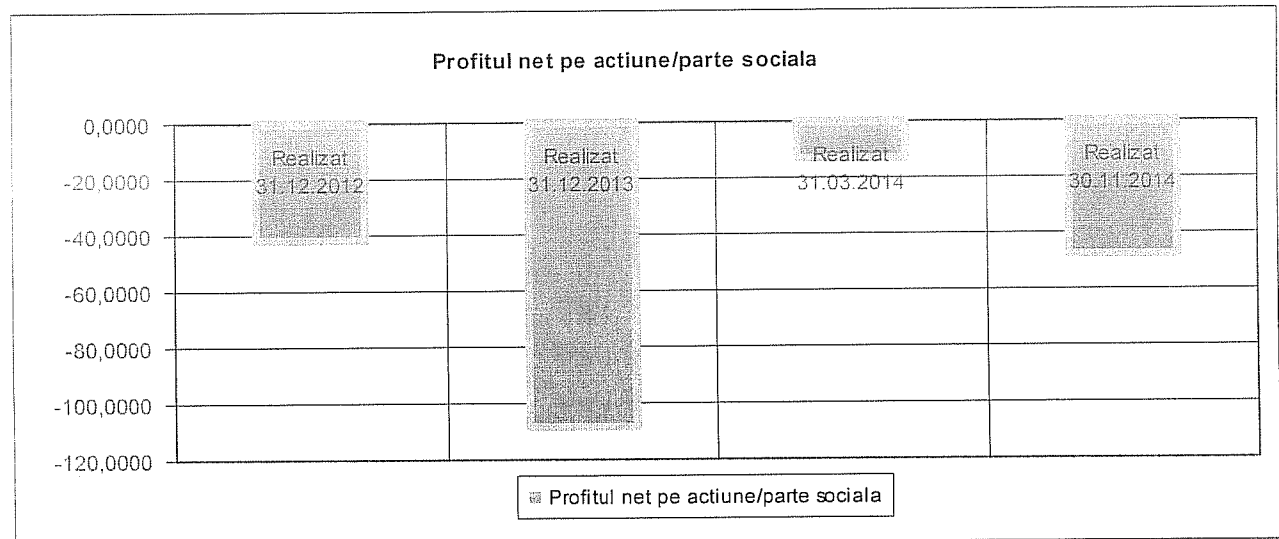 Profitul net pe actiune/parte sociala
0,0000
-20,0000
-40,0000
-60,0000
-80,0000
-100,0000
-120,0000
Realizat
31.12.2012
Realizat
31.12.2013
Realizat
31.03.2014
Realizat
30.11.2014
Profitul net pe actiune/parte sociala